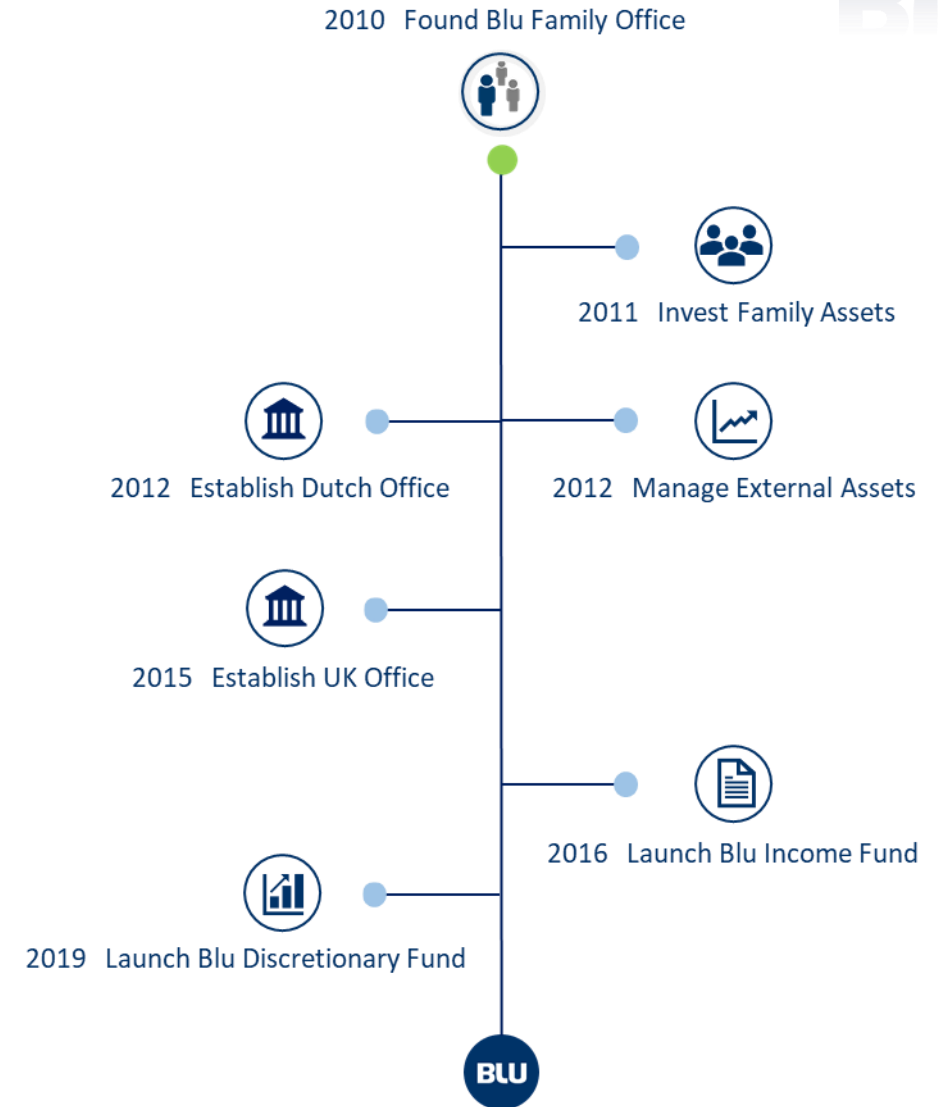 2010 Found Blu Family Office
2011 Invest Family Assets
2012 Establish Dutch Office
2012 Manage External Assets
2015 Establish UK Office
2016 Launch Blu Income Fund
2019 Launch Blu Discretionary Fund
BLU